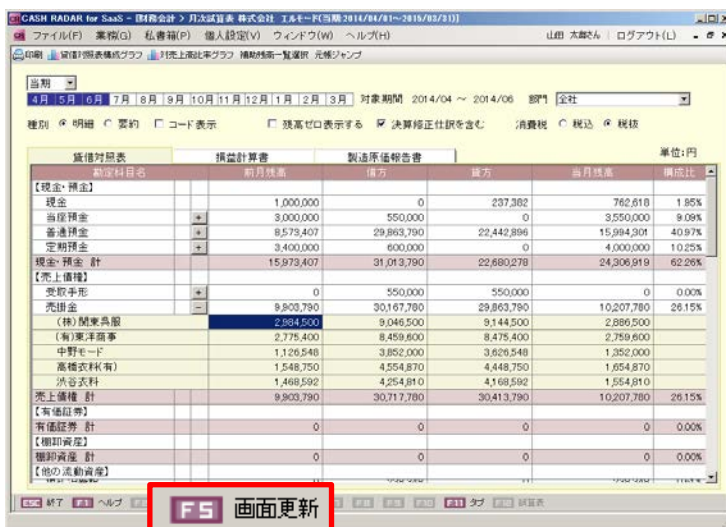 CASH RADAR for SaaS - [財務会計 > 月次試算表 株式会社 エルモード(当期:2014/04/01～2015/03/31)]
ファイル(F) 業務(G) 私書箱(P) 個人設定(V) ウィンドウ(W) ヘルプ(H) 山田 太郎さん ログアウト(L)
印刷 貸借対照表構成グラフ 対売上高比率グラフ 補助残高一覧選択 元帳ジャンプ
当期
4月 5月 6月 7月 8月 9月 10月 11月 12月 1月 2月 3月 対象期間 2014/04 ～ 2014/06 部門 全社
種別 明細 要約 コード表示 残高ゼロ表示する 決算修正仕訳を含む 消費税 税込 税抜
貸借対照表 損益計算書 製造原価報告書 単位:円
勘定科目名 前月残高 借方 貸方 当月残高 構成比
【現金・預金】
現金 1,000,000 0 237,382 762,618 1.95%
当座預金 + 3,000,000 550,000 0 3,550,000 9.09%
普通預金 + 8,573,407 29,863,790 22,442,896 15,994,301 40.97%
定期預金 + 3,400,000 600,000 0 4,000,000 10.25%
現金・預金 計 15,973,407 31,013,790 22,680,278 24,306,919 62.26%
【売上債権】
受取手形 + 0 550,000 550,000 0 0.00%
売掛金 - 9,903,790 30,167,780 29,863,790 10,207,780 26.15%
(株)関東呉服 2,984,500 9,046,500 9,144,500 2,886,500
(有)東洋商事 2,775,400 8,459,600 8,475,400 2,759,600
中野モード 1,126,548 3,852,000 3,626,548 1,352,000
高橋衣料(有) 1,548,750 4,554,870 4,448,750 1,654,870
渋谷衣料 1,468,592 4,254,810 4,168,592 1,554,810
売上債権 計 9,903,790 30,717,780 30,413,790 10,207,780 26.15%
【有価証券】
有価証券 計 0 0 0 0 0.00%
【棚卸資産】
棚卸資産 計 0 0 0 0 0.00%
【他の流動資産】
ESC 終了 F1 ヘルプ F5 画面更新 F8 F9 F10 F11 タブ F12 試算表